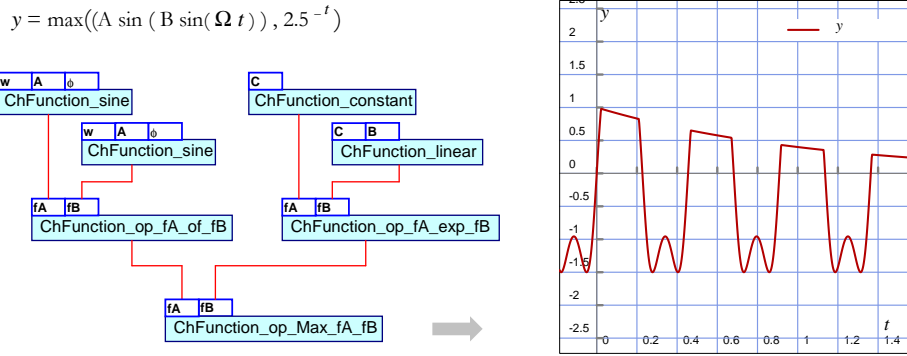 y = max((A sin ( B sin( Ω t ) ) , 2.5 ^{-t})
w A ϕ
ChFunction_sine
C
ChFunction_constant
w A ϕ
ChFunction_sine
C B
ChFunction_linear
fA fB
ChFunction_op_fA_of_fB
fA fB
ChFunction_op_fA_exp_fB
fA fB
ChFunction_op_Max_fA_fB
y
y
2
1.5
1
0.5
0
-0.5
-1
-1.5
-2
-2.5
t
0 0.2 0.4 0.6 0.8 1 1.2 1.4